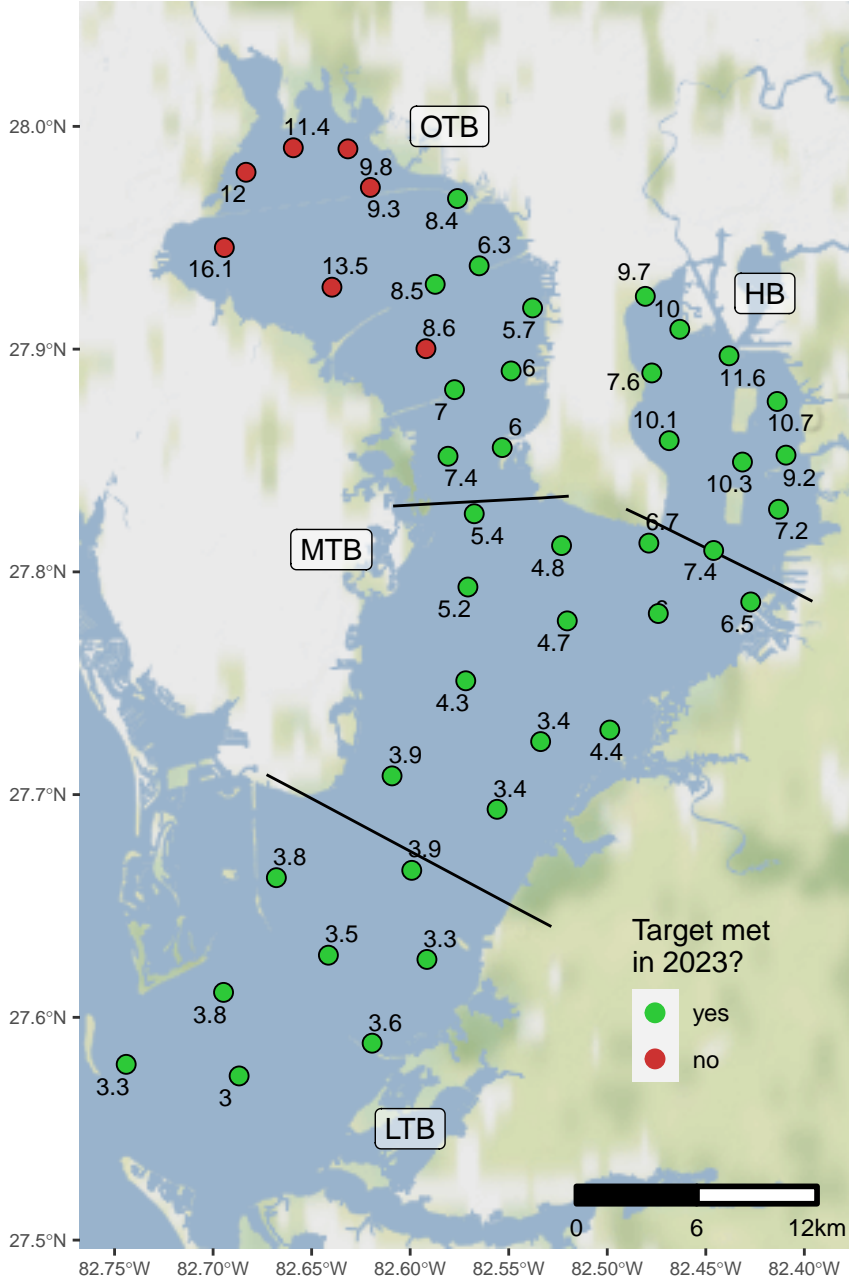 28.0°N
27.9°N
27.8°N
27.7°N
27.6°N
27.5°N
OTB
11.4
9.8
12
9.3
8.4
16.1
13.5
6.3
8.5
5.7
8.6
6
7
6
7.4
HB
9.7
10
7.6
11.6
10.7
10.1
10.3
9.2
7.2
MTB
5.4
4.8
6.7
7.4
5.2
4.7
6
6.5
4.3
3.4
4.4
3.9
3.4
3.9
3.8
3.5
3.3
3.8
3.6
3.3
3
LTB
Target met
in 2023?
yes
no
0
6
12km
82.75°W
82.70°W
82.65°W
82.60°W
82.55°W
82.50°W
82.45°W
82.40°W